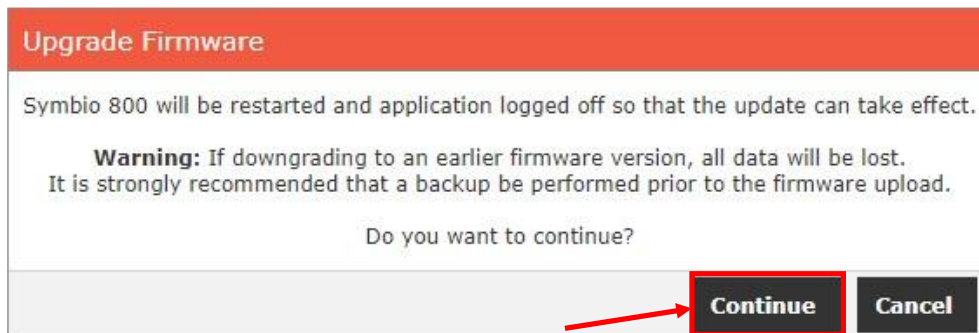 Upgrade Firmware
Symbio 800 will be restarted and application logged off so that the update can take effect.
Warning: If downgrading to an earlier firmware version, all data will be lost.
It is strongly recommended that a backup be performed prior to the firmware upload.
Do you want to continue?
Continue Cancel